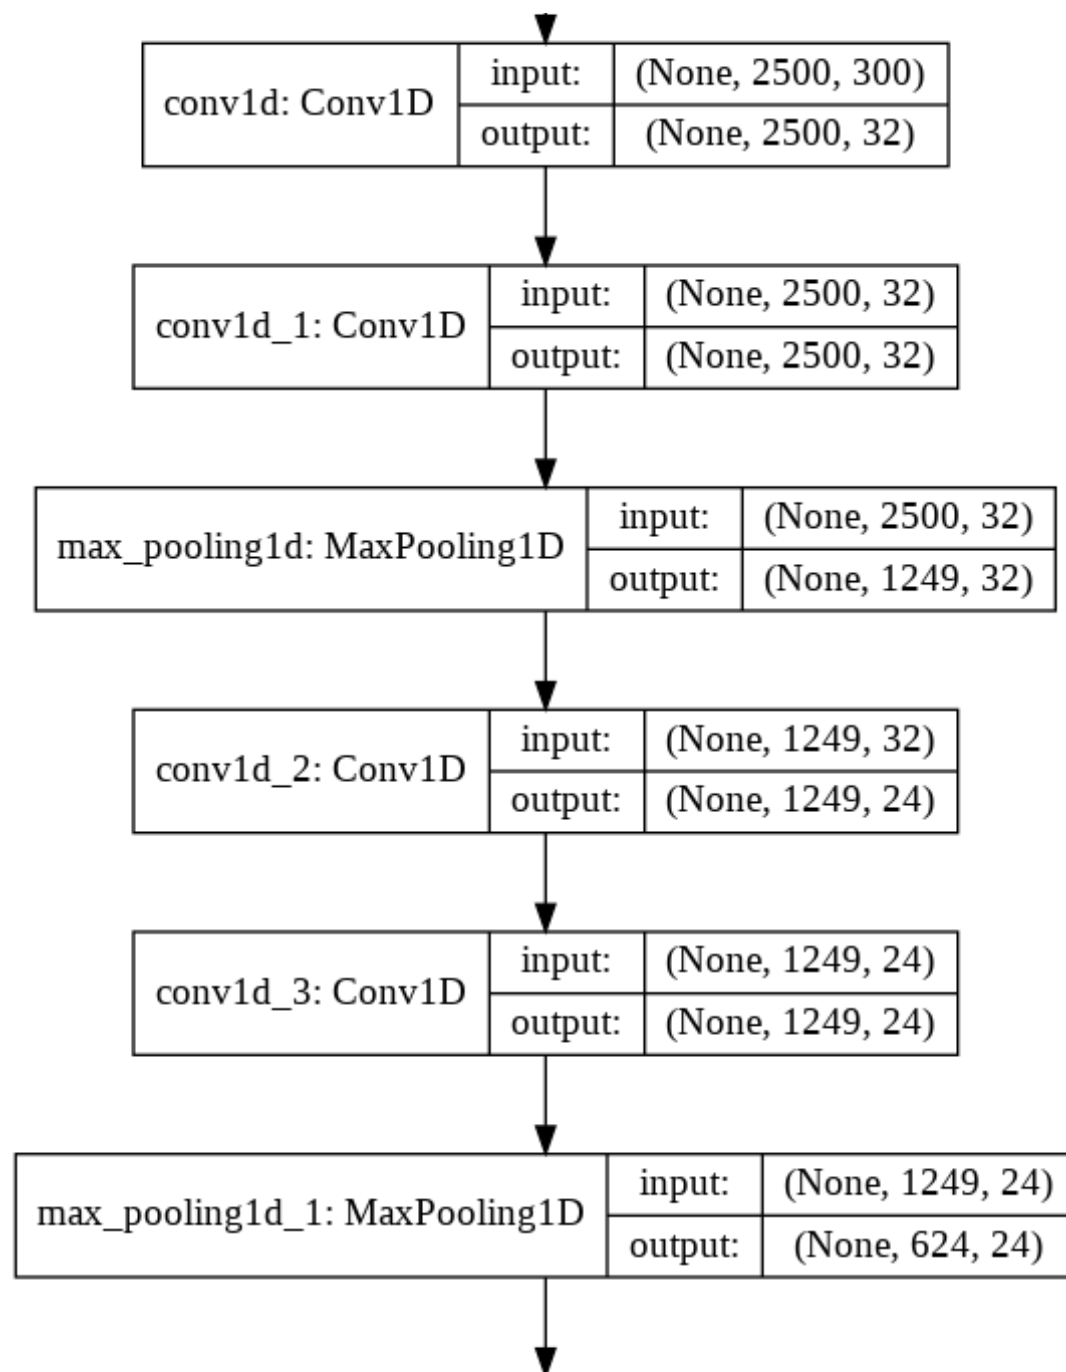 conv1d: Conv1D
input: (None, 2500, 300)
output: (None, 2500, 32)
conv1d_1: Conv1D
input: (None, 2500, 32)
output: (None, 2500, 32)
max_pooling1d: MaxPooling1D
input: (None, 2500, 32)
output: (None, 1249, 32)
conv1d_2: Conv1D
input: (None, 1249, 32)
output: (None, 1249, 24)
conv1d_3: Conv1D
input: (None, 1249, 24)
output: (None, 1249, 24)
max_pooling1d_1: MaxPooling1D
input: (None, 1249, 24)
output: (None, 624, 24)